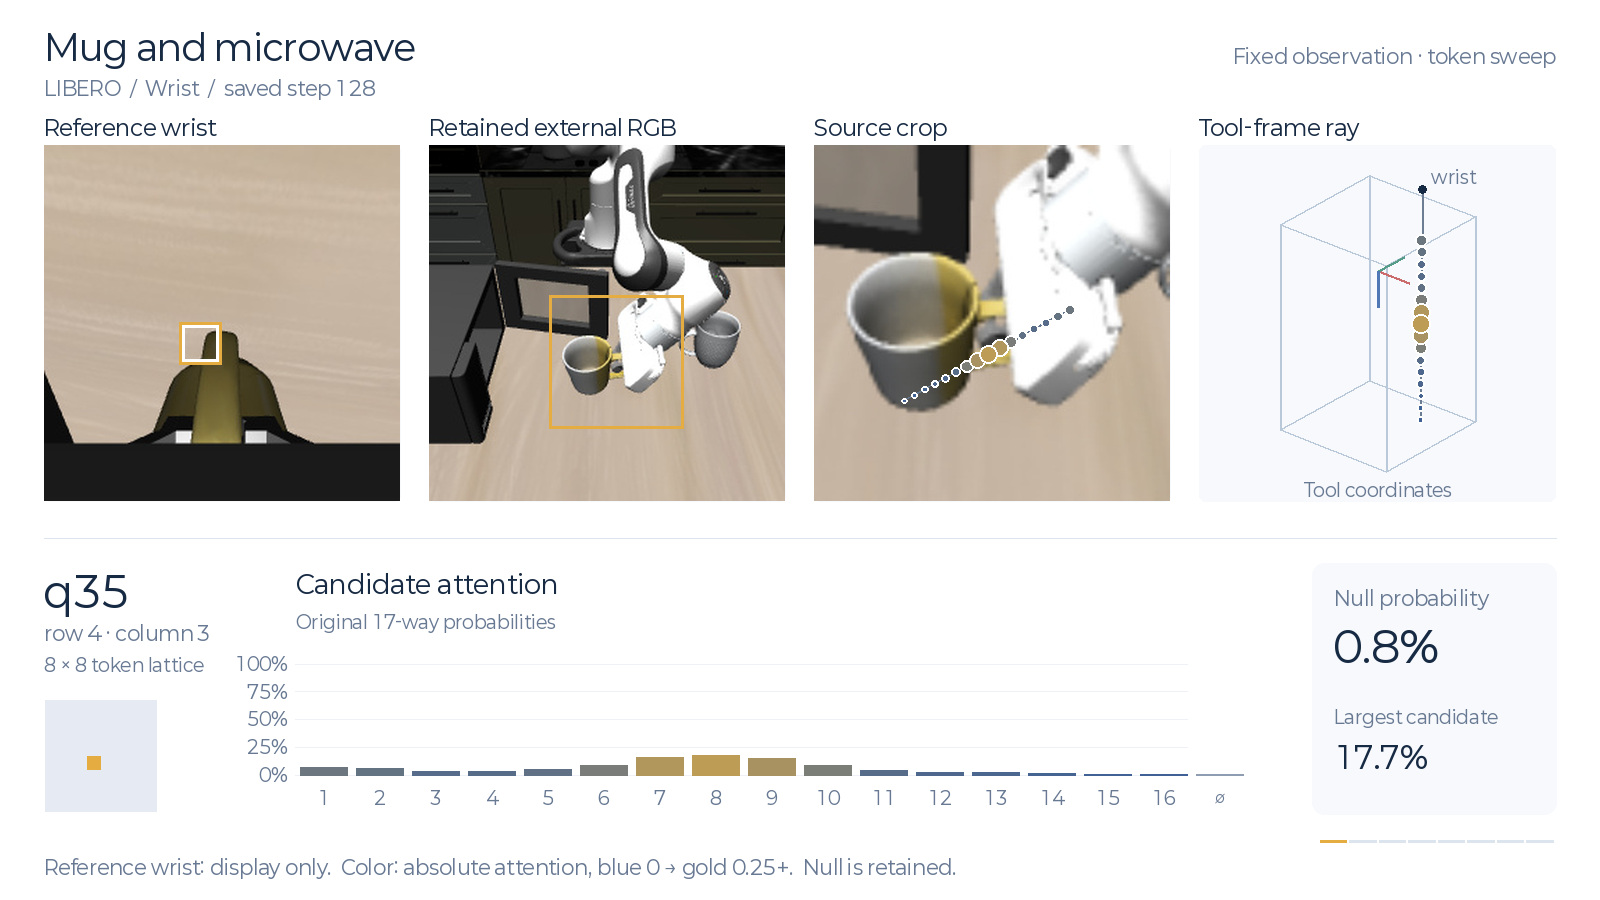 Mug and microwave
LIBERO / Wrist / saved step 128
Fixed observation · token sweep
Reference wrist
Retained external RGB
Source crop
Tool-frame ray
wrist
Tool coordinates
q35
row 4 · column 3
8 × 8 token lattice
Candidate attention
Original 17-way probabilities
100%
75%
50%
25%
0%
1 2 3 4 5 6 7 8 9 10 11 12 13 14 15 16 ø
Null probability
0.8%
Largest candidate
17.7%
Reference wrist: display only. Color: absolute attention, blue 0 → gold 0.25+. Null is retained.